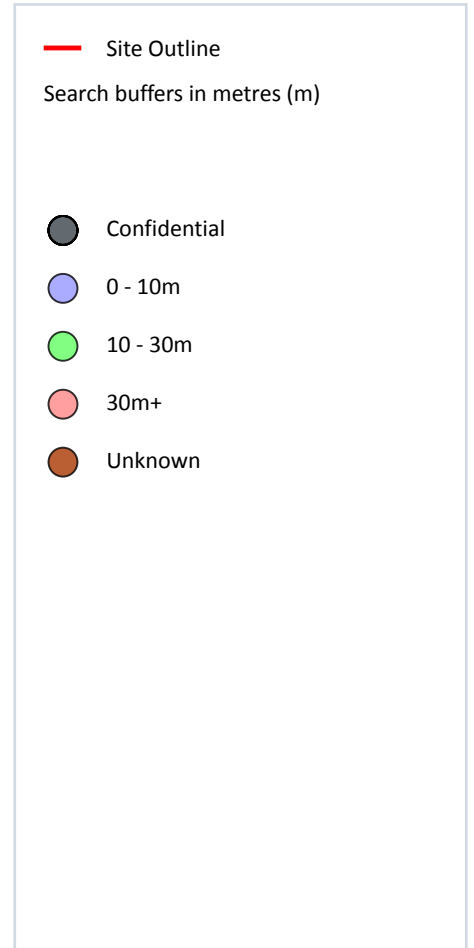 Site Outline
Search buffers in metres (m)
Confidential
0 - 10m
10 - 30m
30m+
Unknown